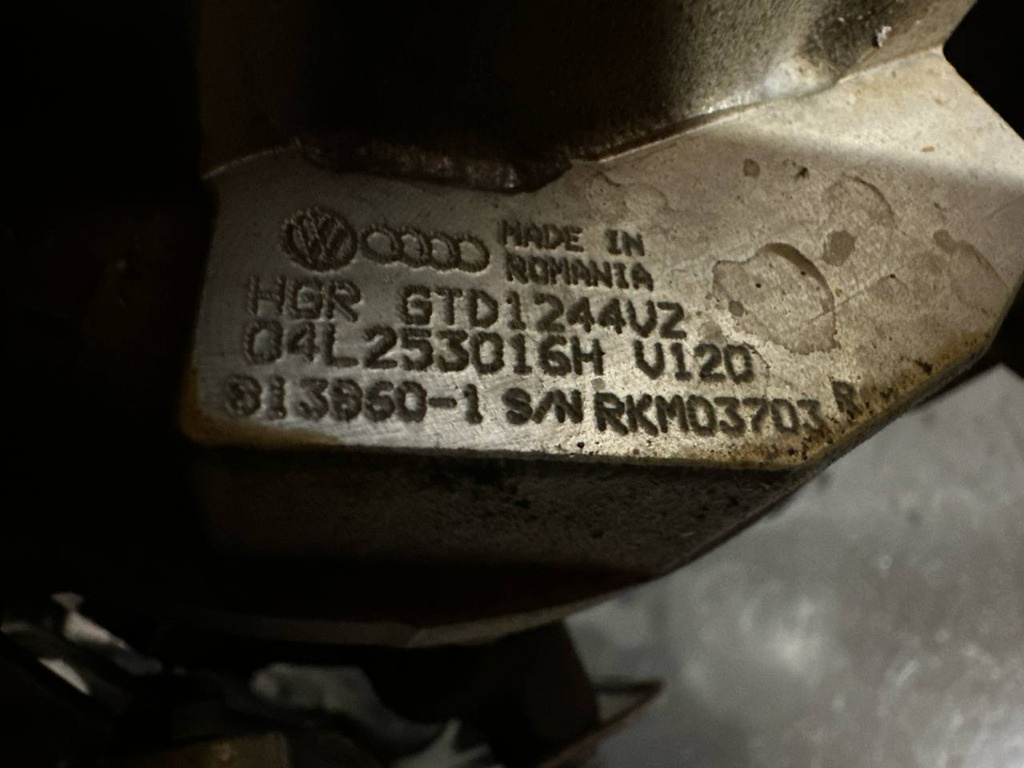 MADE IN
ROMANIA
HGR GTD1244VZ
04L253016H V120
813860-1 S/N RKM03703 R